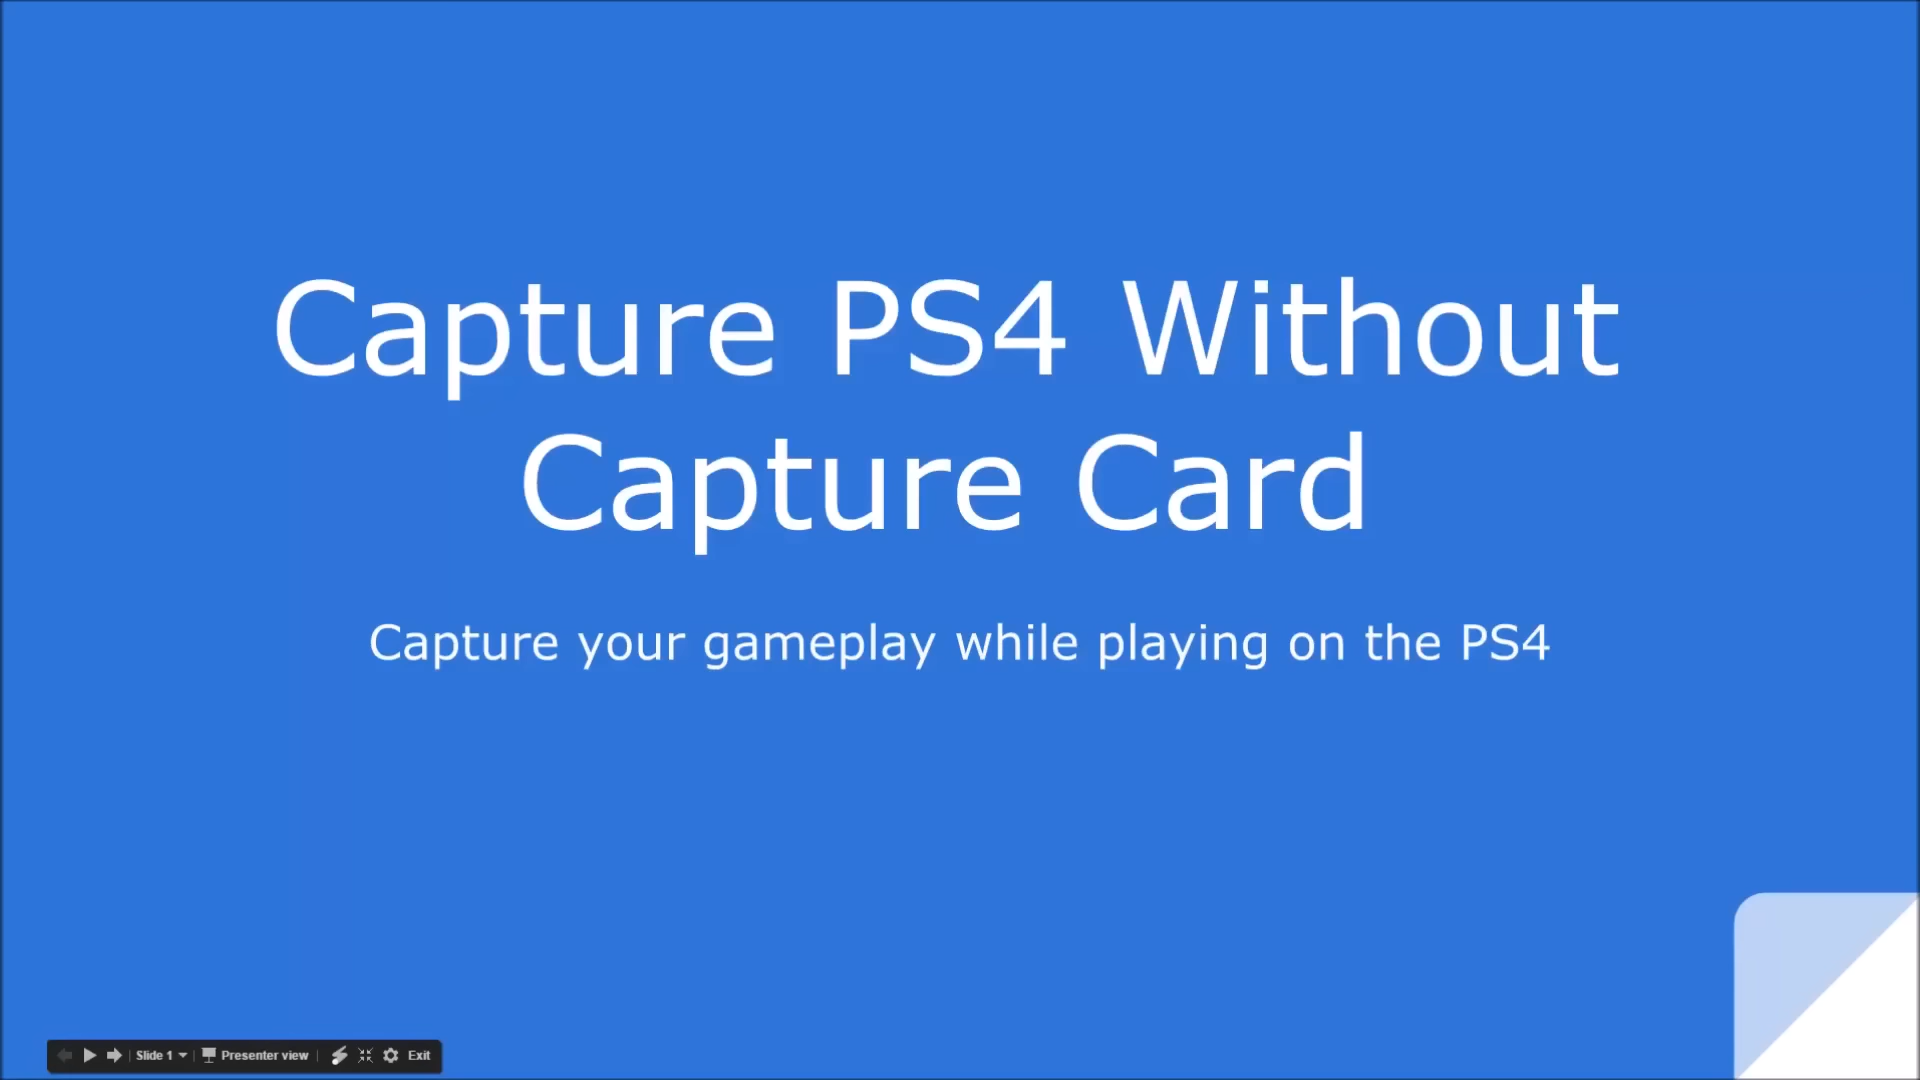 Capture PS4 Without
Capture Card
Capture your gameplay while playing on the PS4
Slide 1 Presenter view Exit